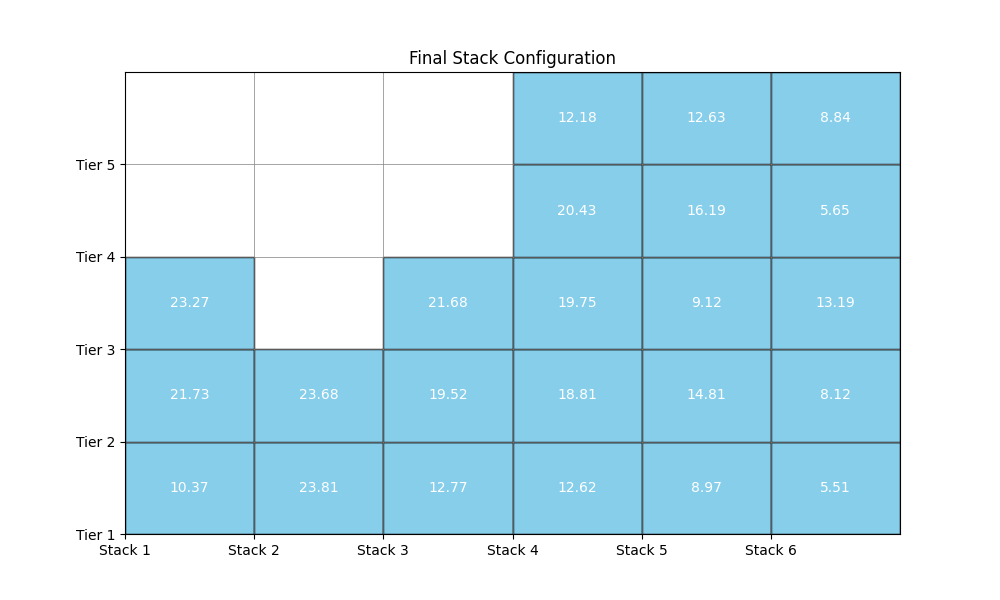 Final Stack Configuration
12.18 12.63 8.84
Tier 5
20.43 16.19 5.65
Tier 4
23.27 21.68 19.75 9.12 13.19
Tier 3
21.73 23.68 19.52 18.81 14.81 8.12
Tier 2
10.37 23.81 12.77 12.62 8.97 5.51
Tier 1
Stack 1 Stack 2 Stack 3 Stack 4 Stack 5 Stack 6